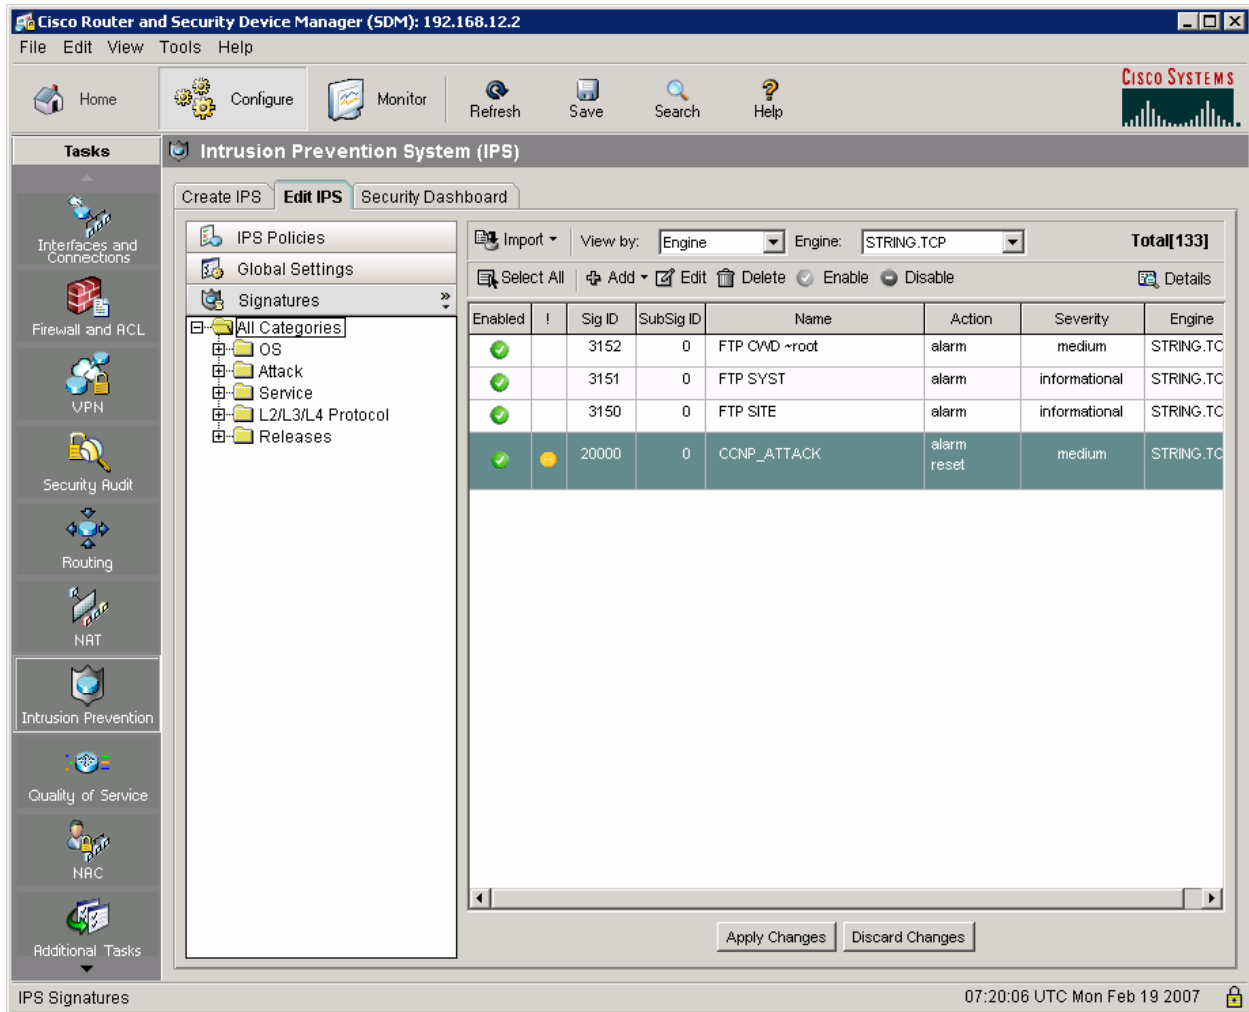 Cisco Router and Security Device Manager (SDM): 192.168.12.2
File Edit View Tools Help
Home Configure Monitor Refresh Save Search Help
CISCO SYSTEMS
Tasks
Intrusion Prevention System (IPS)
Create IPS Edit IPS Security Dashboard
Interfaces and
Connections
Firewall and ACL
VPN
Security Audit
Routing
NAT
Intrusion Prevention
Quality of Service
NAC
Additional Tasks
IPS Policies
Global Settings
Signatures
All Categories
OS
Attack
Service
L2/L3/L4 Protocol
Releases
Import View by: Engine Engine: STRING.TCP Total[133]
Select All Add Edit Delete Enable Disable Details
Enabled ! Sig ID SubSig ID Name Action Severity Engine
3152 0 FTP CWD ~root alarm medium STRING.TC
3151 0 FTP SYST alarm informational STRING.TC
3150 0 FTP SITE alarm informational STRING.TC
20000 0 CCNP_ATTACK alarm medium STRING.TC
reset
Apply Changes Discard Changes
IPS Signatures 07:20:06 UTC Mon Feb 19 2007